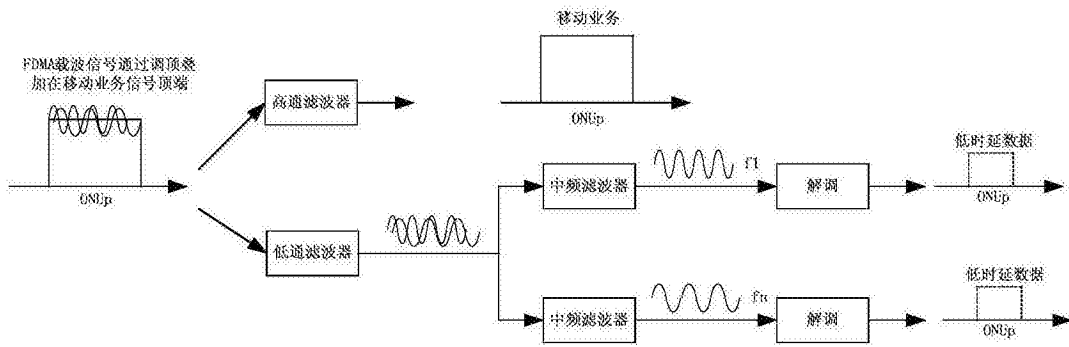 移动业务
FDMA载波信号通过调顶叠
加在移动业务信号顶端
高通滤波器
ONUp
低时延数据
中频滤波器
f1
解调
ONUp
ONUp
低通滤波器
低时延数据
中频滤波器
fn
解调
ONUp